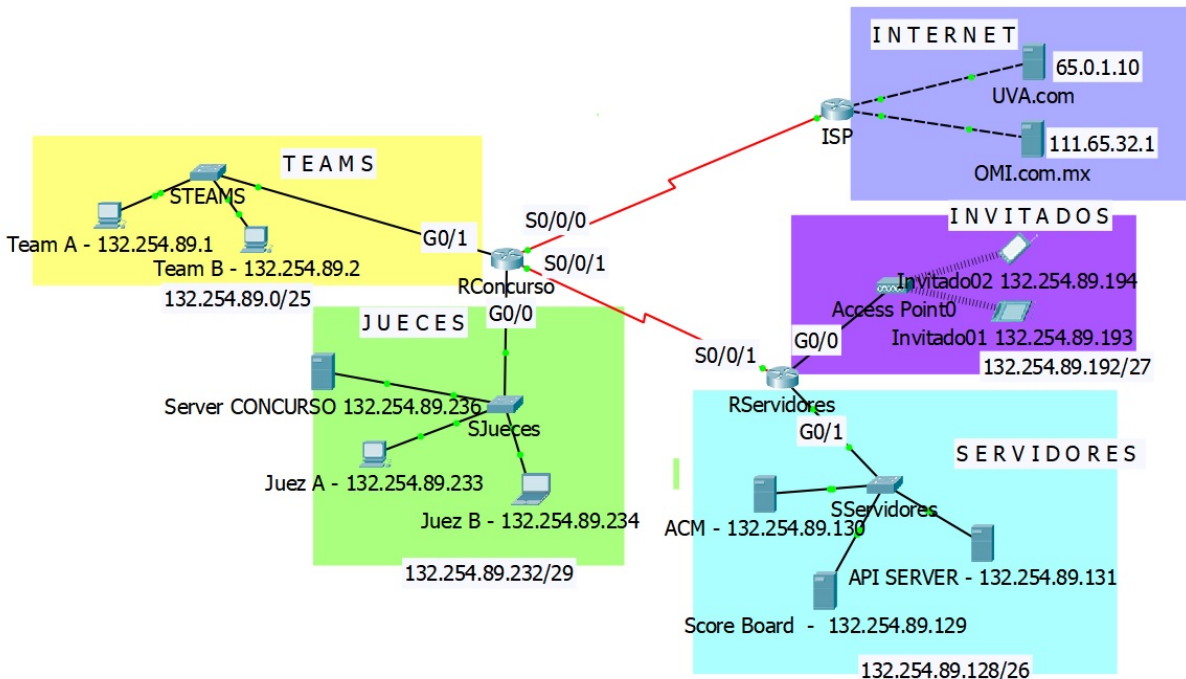 I N T E R N E T
65.0.1.10
UVA.com
ISP
111.65.32.1
OMI.com.mx
T E A M S
STEAMS
Team A - 132.254.89.1
Team B - 132.254.89.2
132.254.89.0/25
G0/1
S0/0/0
S0/0/1
RConcurso
G0/0
I N V I T A D O S
Invitado02 132.254.89.194
Access Point0
Invitado01 132.254.89.193
132.254.89.192/27
G0/0
S0/0/1
RServidores
G0/1
J U E C E S
Server CONCURSO 132.254.89.236
SJueces
Juez A - 132.254.89.233
Juez B - 132.254.89.234
132.254.89.232/29
S E R V I D O R E S
SServidores
ACM - 132.254.89.130
API SERVER - 132.254.89.131
Score Board - 132.254.89.129
132.254.89.128/26